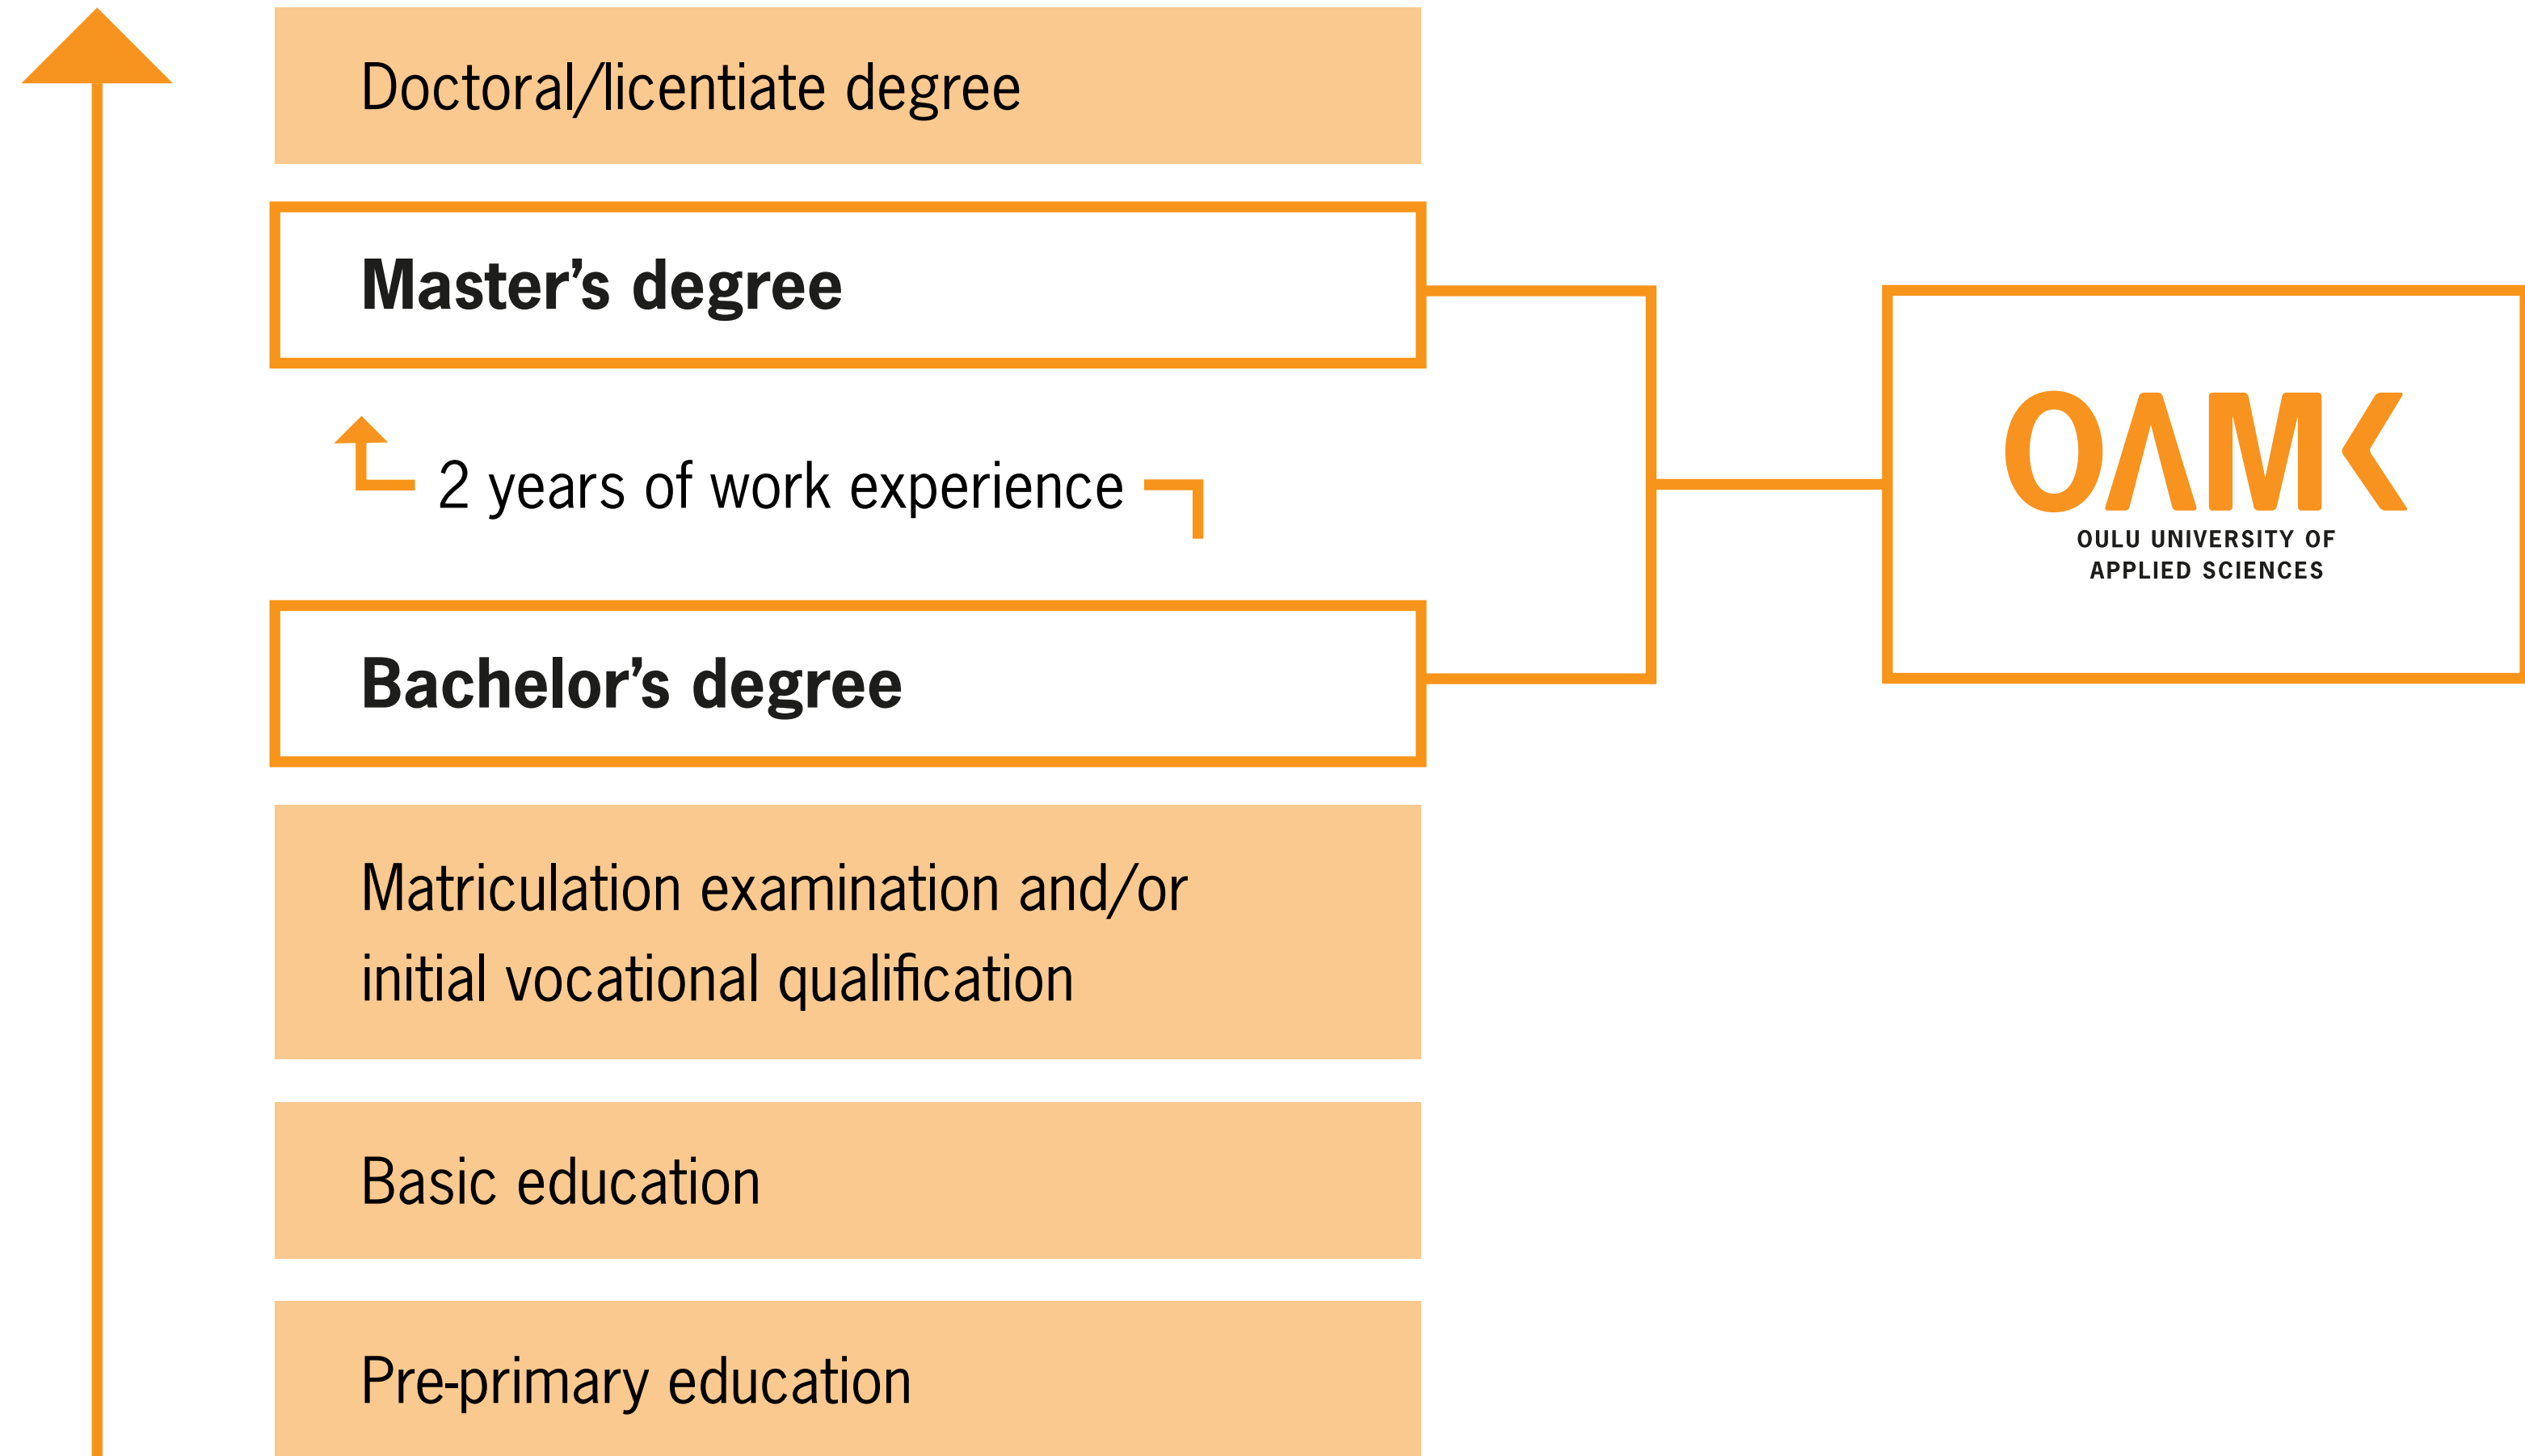 Doctoral/licentiate degree
Master’s degree
2 years of work experience
OAMK
OULU UNIVERSITY OF
APPLIED SCIENCES
Bachelor’s degree
Matriculation examination and/or
initial vocational qualification
Basic education
Pre-primary education